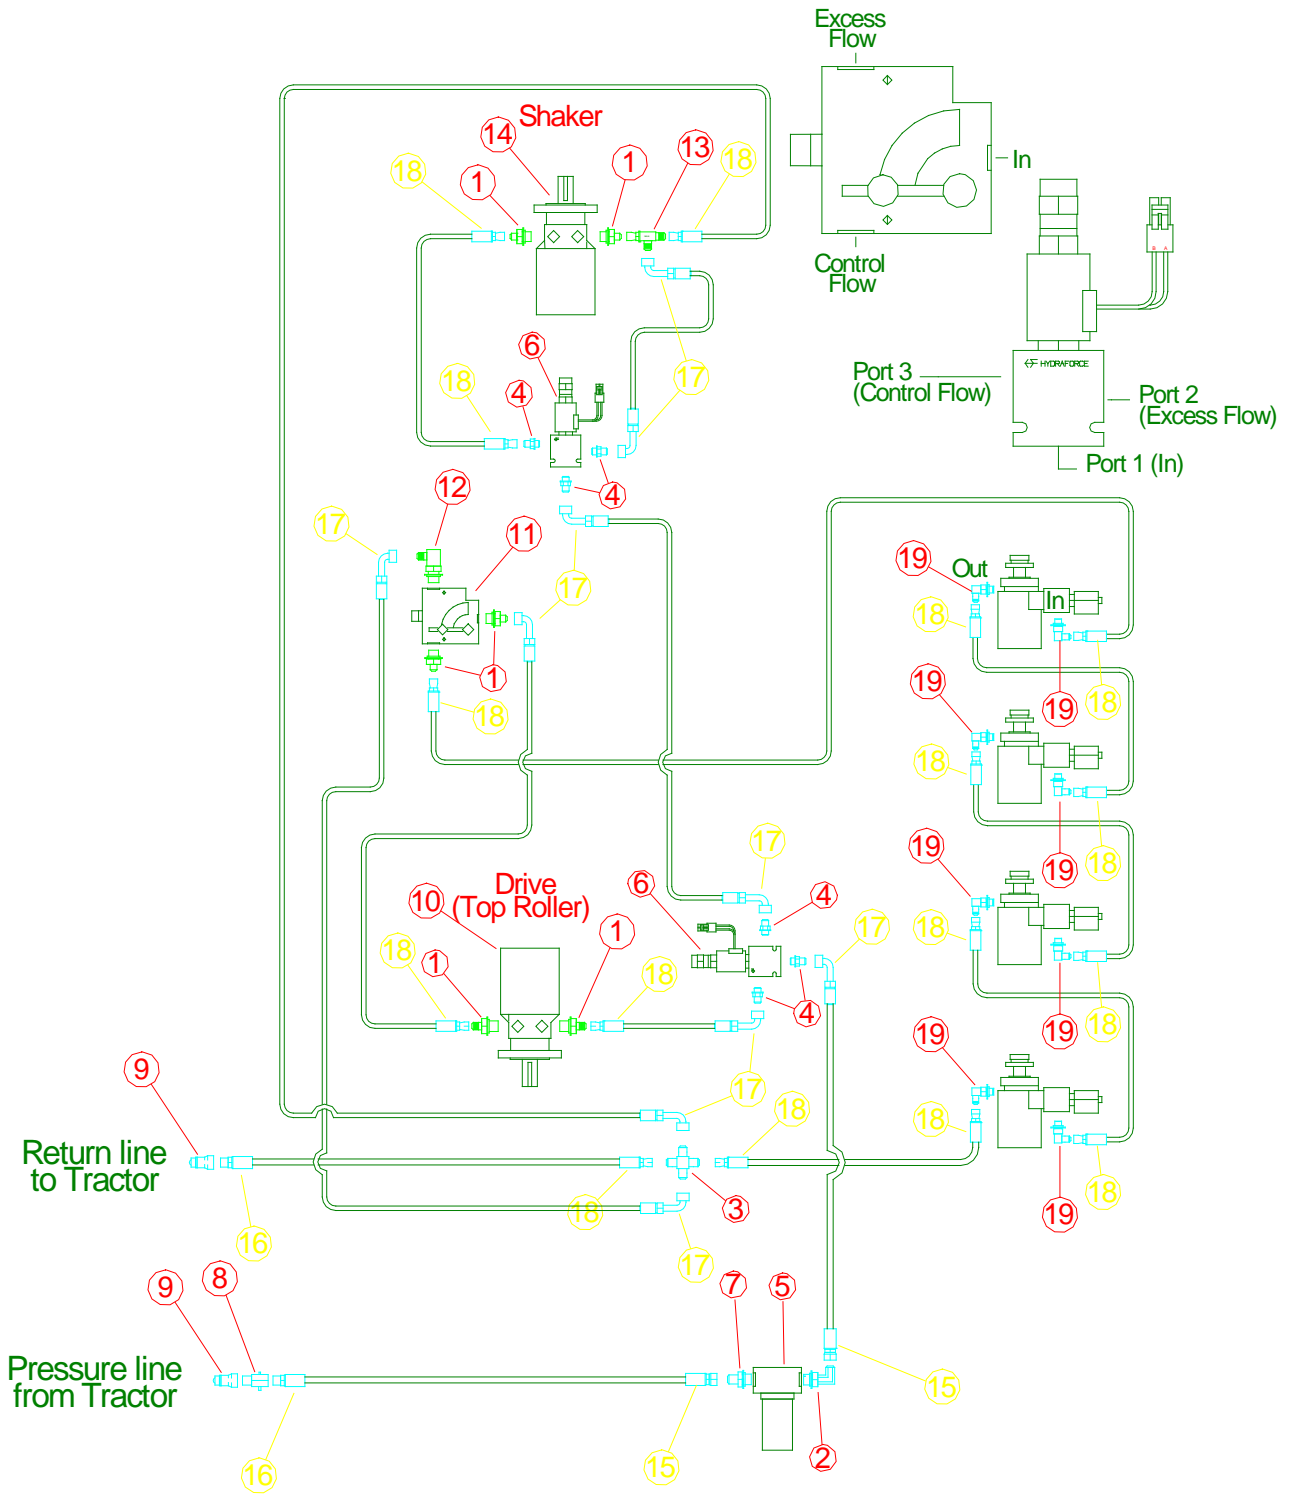 Excess
Flow
Shaker
14
1
1
13
18
18
In
Control
Flow
B A
6
HYDRAFORCE
17
Port 3
(Control Flow)
18
4
Port 2
(Excess Flow)
4
Port 1 (In)
12
17
11
17
19
Out
In
18
1
18
19
18
19
18
19
18
19
18
17
6
Drive
(Top Roller)
10
4
1
17
18
1
18
4
18
19
18
19
9
17
18
18
Return line
to Tractor
18
3
19
16
17
9
8
7
5
Pressure line
from Tractor
15
16
15
2